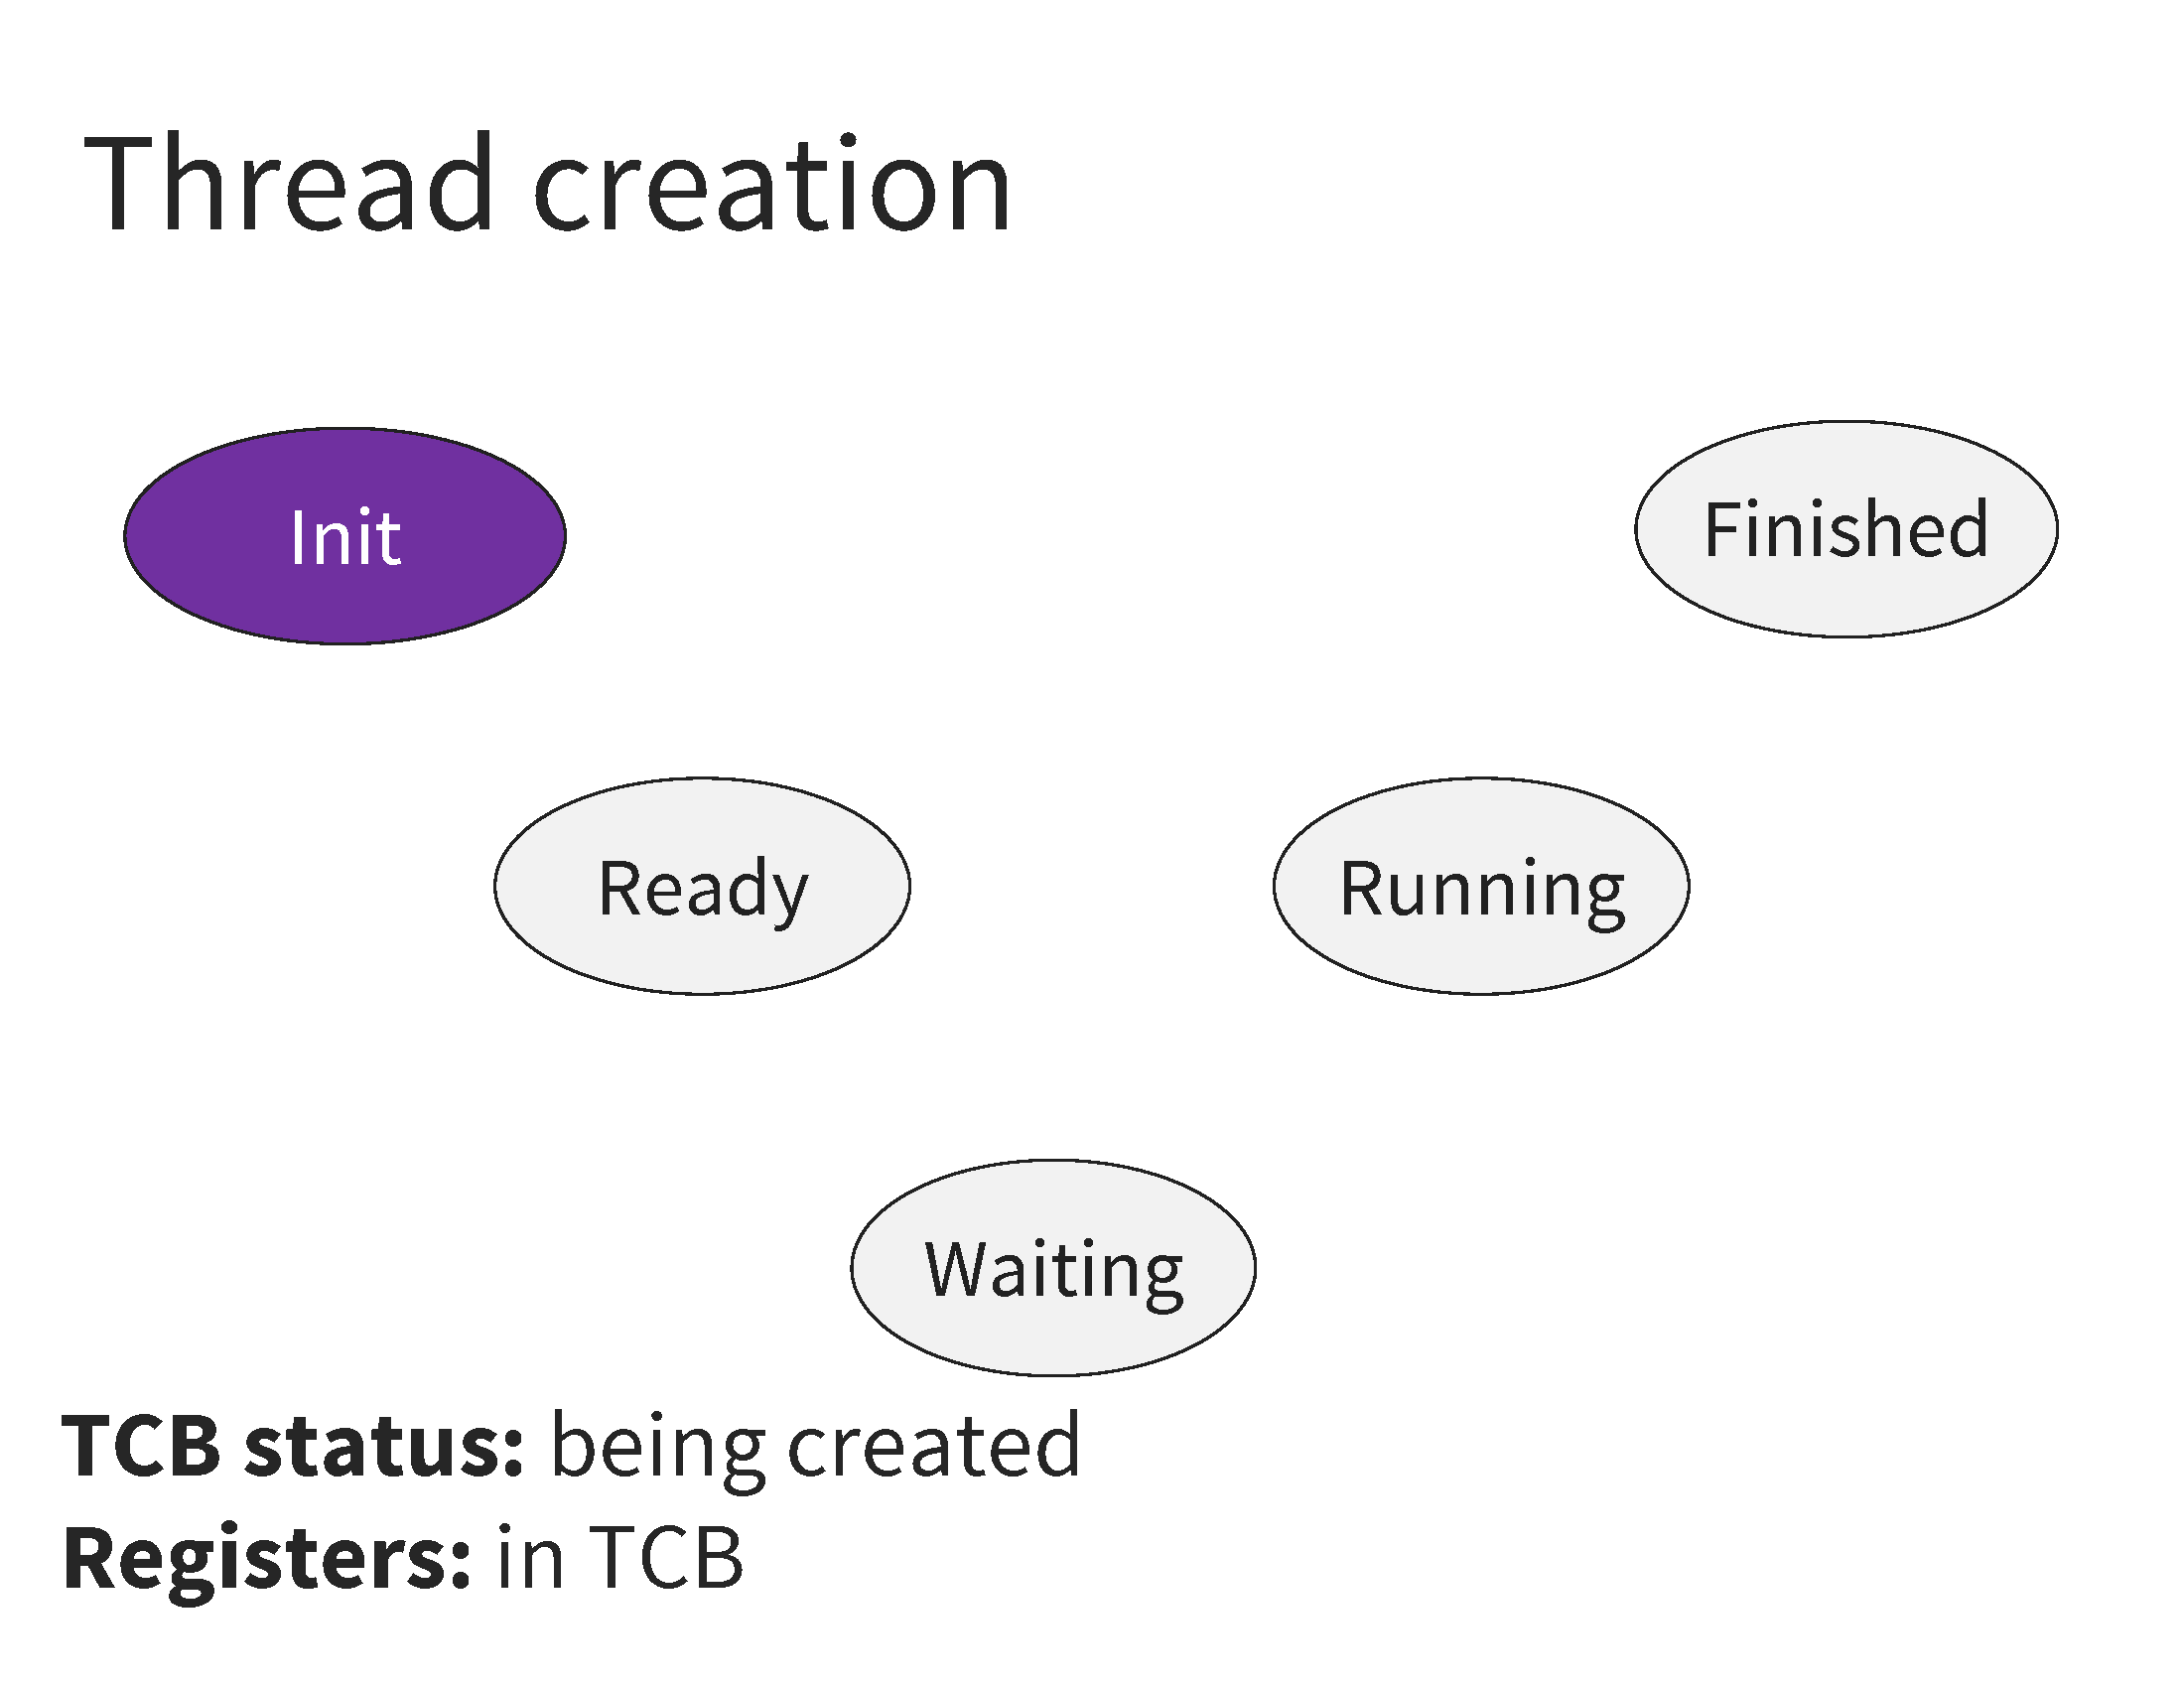 Thread creation
Init
Finished
Ready
Running
Waiting
TCB status: being created
Registers: in TCB